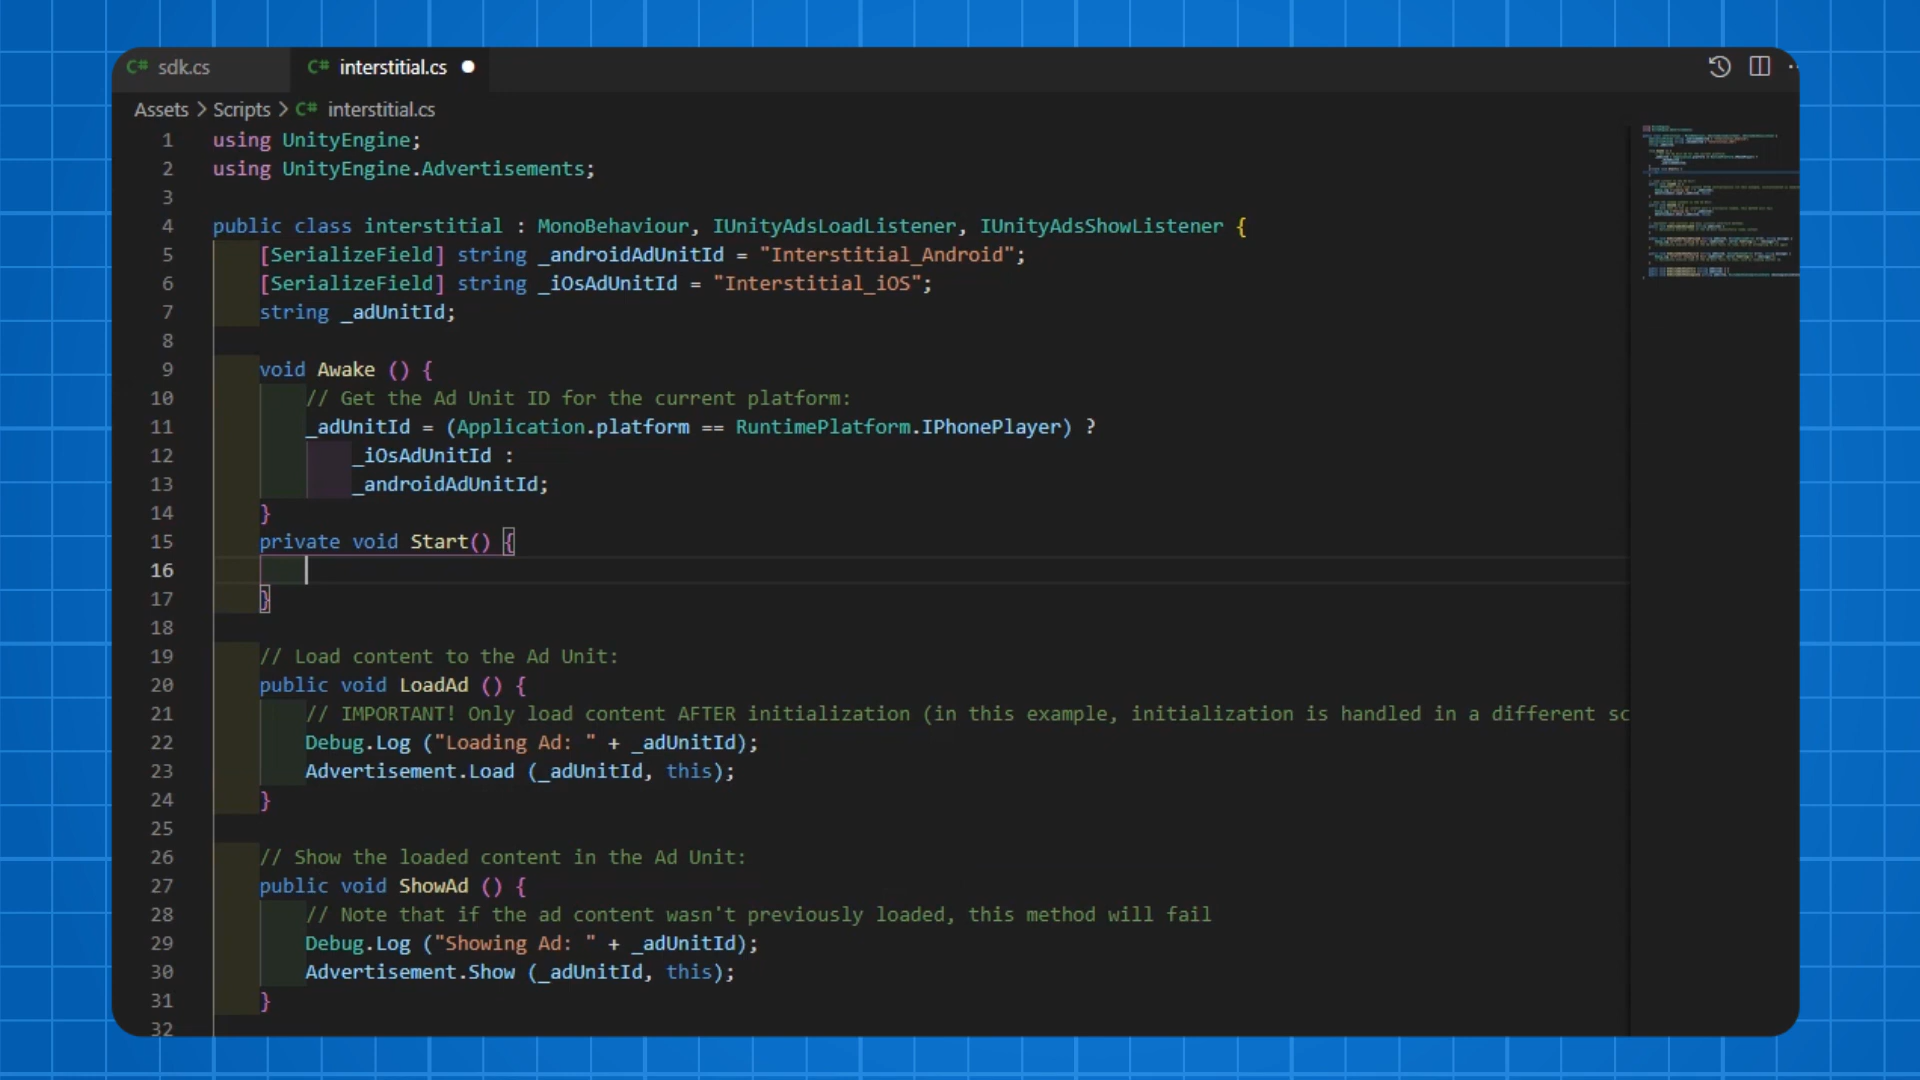 C# sdk.cs
C# interstitial.cs
Assets > Scripts > C# interstitial.cs
1 using UnityEngine;
2 using UnityEngine.Advertisements;
3
4 public class interstitial : MonoBehaviour, IUnityAdsLoadListener, IUnityAdsShowListener {
5 [SerializeField] string _androidAdUnitId = "Interstitial_Android";
6 [SerializeField] string _iOsAdUnitId = "Interstitial_iOS";
7 string _adUnitId;
8
9 void Awake () {
10 // Get the Ad Unit ID for the current platform:
11 _adUnitId = (Application.platform == RuntimePlatform.IPhonePlayer) ?
12 _iOsAdUnitId :
13 _androidAdUnitId;
14 }
15 private void Start() {
16
17 }
18
19 // Load content to the Ad Unit:
20 public void LoadAd () {
21 // IMPORTANT! Only load content AFTER initialization (in this example, initialization is handled in a different sc
22 Debug.Log ("Loading Ad: " + _adUnitId);
23 Advertisement.Load (_adUnitId, this);
24 }
25
26 // Show the loaded content in the Ad Unit:
27 public void ShowAd () {
28 // Note that if the ad content wasn't previously loaded, this method will fail
29 Debug.Log ("Showing Ad: " + _adUnitId);
30 Advertisement.Show (_adUnitId, this);
31 }
32